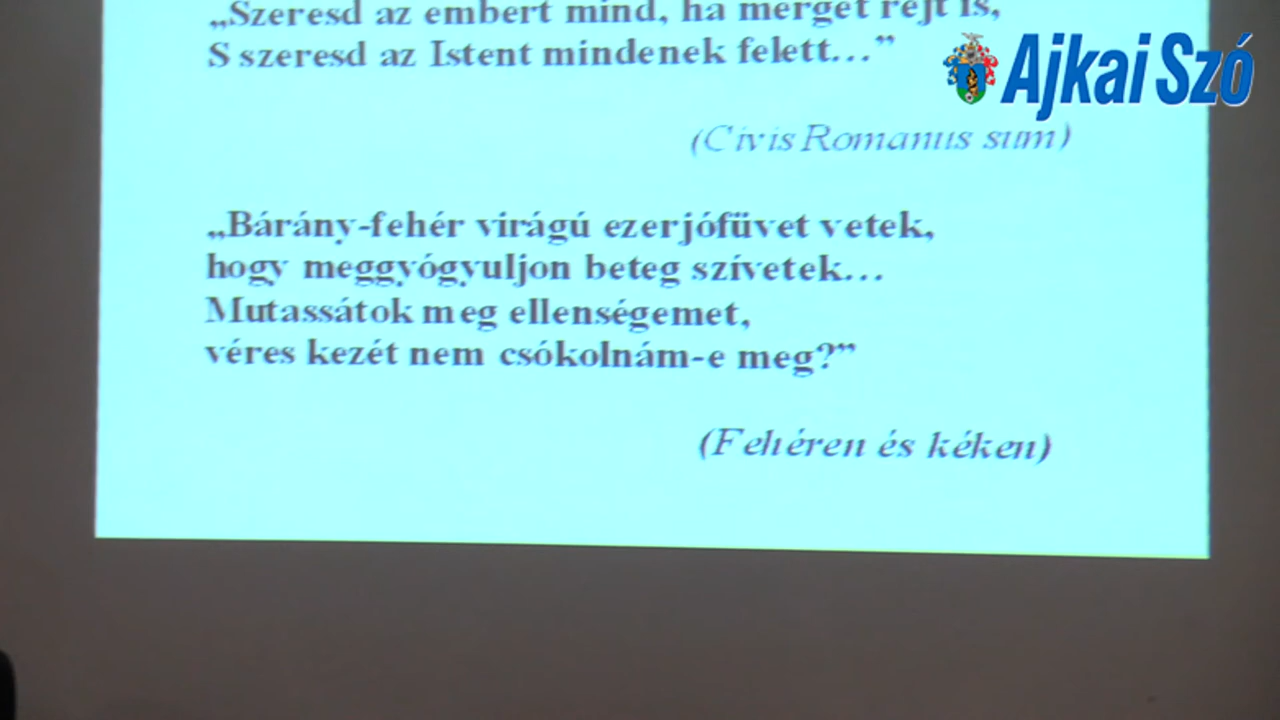 „Szeresd az embert mind, ha mérget rejt is,
S szeresd az Istent mindenek felett…”
Ajkai Szó
(Civis Romanus sum)
„Bárány-fehér virágú ezerjófüvet vetek,
hogy meggyógyuljon beteg szívetek…
Mutassátok meg ellenségemet,
véres kezét nem csókolnám-e meg?”
(Fehéren és kéken)